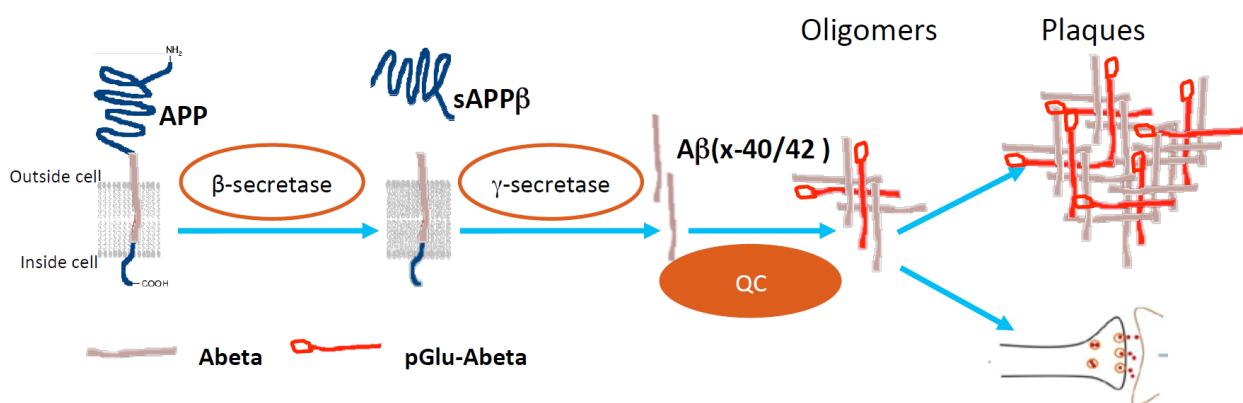 Oligomers
Plaques
NH₂
APP
sAPPβ
Aβ(x-40/42 )
Outside cell
β-secretase
γ-secretase
Inside cell
COOH
QC
Abeta
pGlu-Abeta